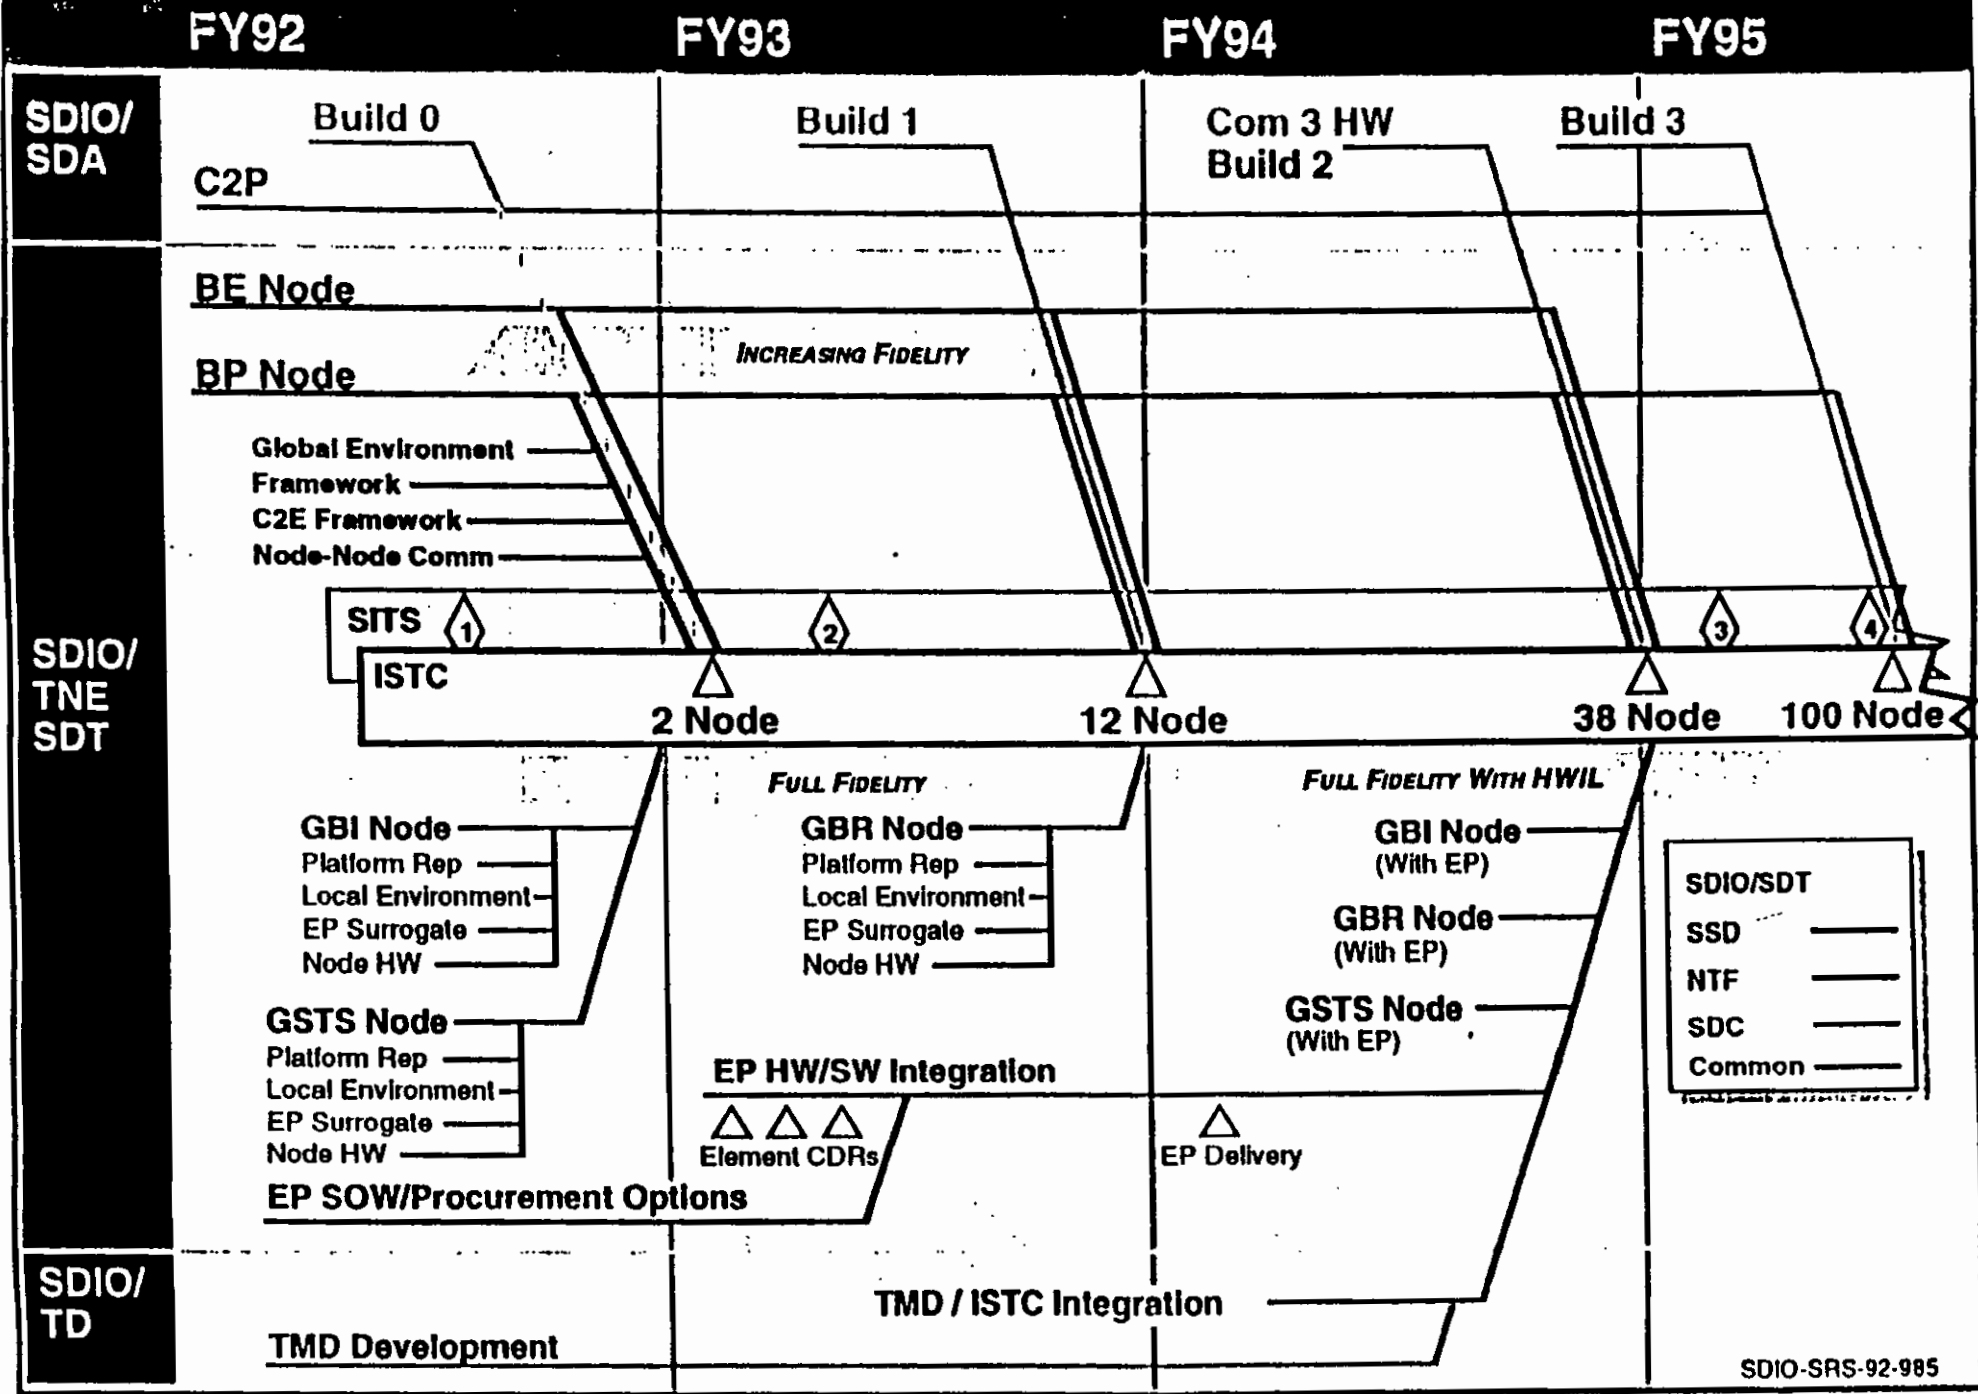 FY92
FY93
FY94
FY95
SDIO/
SDA
Build 0
Build 1
Com 3 HW
Build 2
Build 3
C2P
SDIO/
TNE
SDT
BE Node
INCREASING FIDELITY
BP Node
Global Environment
Framework
C2E Framework
Node-Node Comm
SITS
1
2
3
4
ISTC
2 Node
12 Node
38 Node
100 Node
FULL FIDELITY
FULL FIDELITY WITH HWIL
GBI Node
Platform Rep
Local Environment
EP Surrogate
Node HW
GBR Node
Platform Rep
Local Environment
EP Surrogate
Node HW
GBI Node
(With EP)
GBR Node
(With EP)
GSTS Node
(With EP)
GSTS Node
Platform Rep
Local Environment
EP Surrogate
Node HW
EP HW/SW Integration
Element CDRs
EP Delivery
EP SOW/Procurement Options
SDIO/SDT
SSD
NTF
SDC
Common
SDIO/
TD
TMD / ISTC Integration
TMD Development
SDIO-SRS-92-985